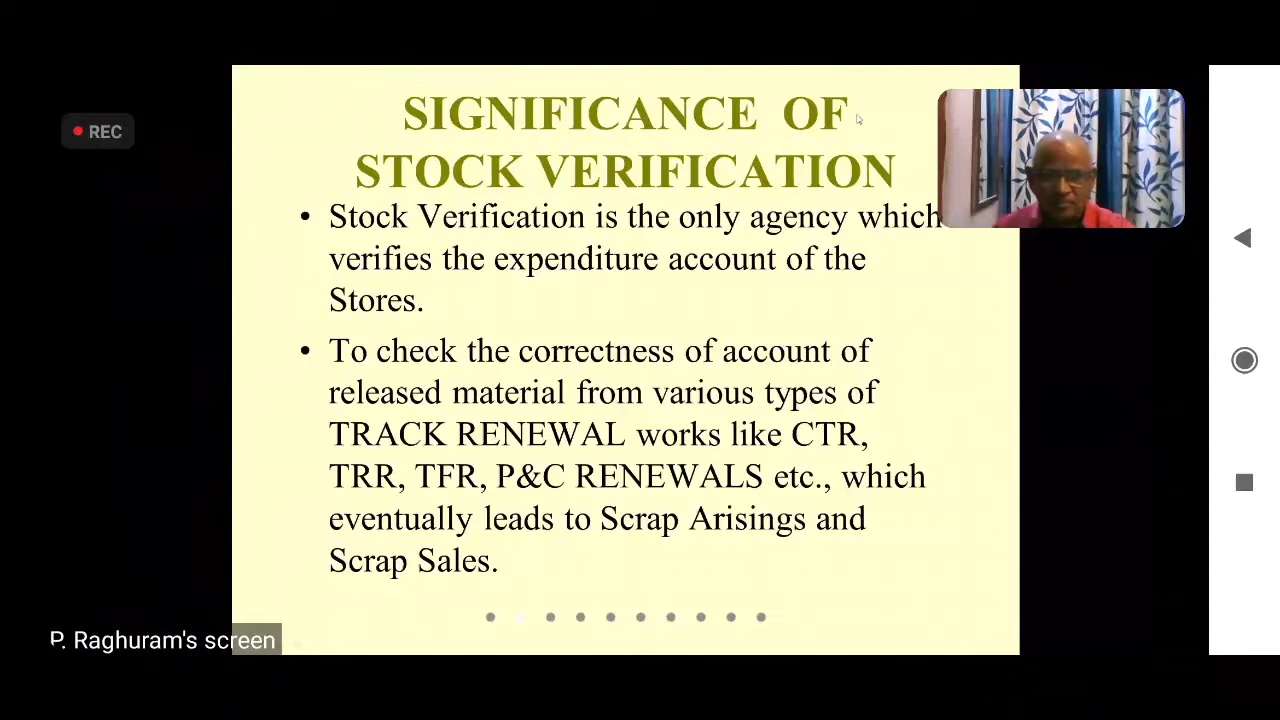 REC
SIGNIFICANCE OF
STOCK VERIFICATION
• Stock Verification is the only agency which
verifies the expenditure account of the
Stores.
• To check the correctness of account of
released material from various types of
TRACK RENEWAL works like CTR,
TRR, TFR, P&C RENEWALS etc., which
eventually leads to Scrap Arisings and
Scrap Sales.
P. Raghuram's screen